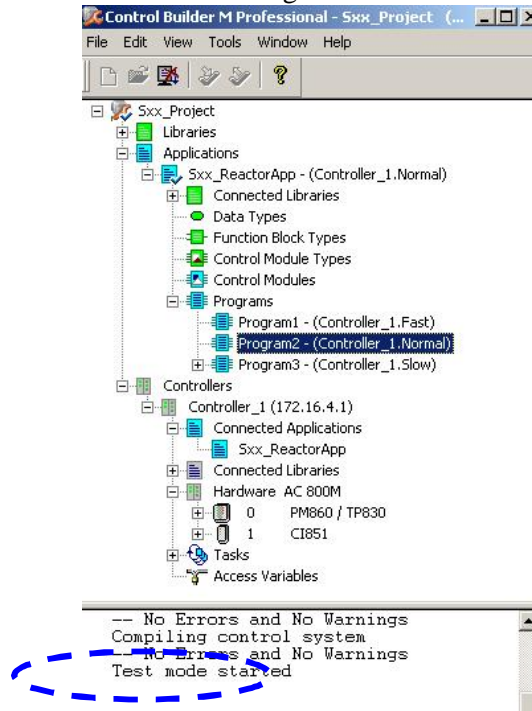 Control Builder M Professional - Sxx_Project (...
File Edit View Tools Window Help
Sxx_Project
Libraries
Applications
Sxx_ReactorApp - (Controller_1.Normal)
Connected Libraries
Data Types
Function Block Types
Control Module Types
Control Modules
Programs
Program1 - (Controller_1.Fast)
Program2 - (Controller_1.Normal)
Program3 - (Controller_1.Slow)
Controllers
Controller_1 (172.16.4.1)
Connected Applications
Sxx_ReactorApp
Connected Libraries
Hardware AC 800M
0 PM860 / TP830
1 CI851
Tasks
Access Variables
-- No Errors and No Warnings
Compiling control system
-- No Errors and No Warnings
Test mode started